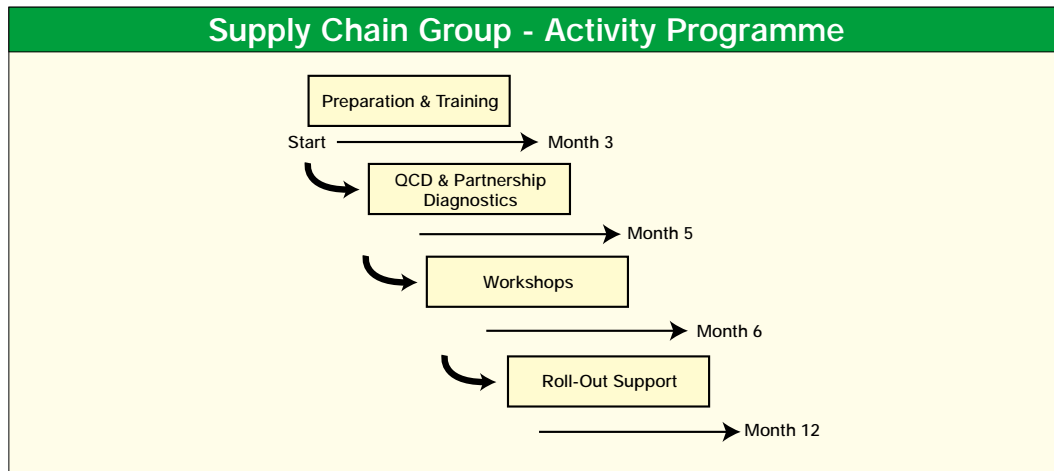 Supply Chain Group - Activity Programme
Preparation & Training
Start
Month 3
QCD & Partnership
Diagnostics
Month 5
Workshops
Month 6
Roll-Out Support
Month 12